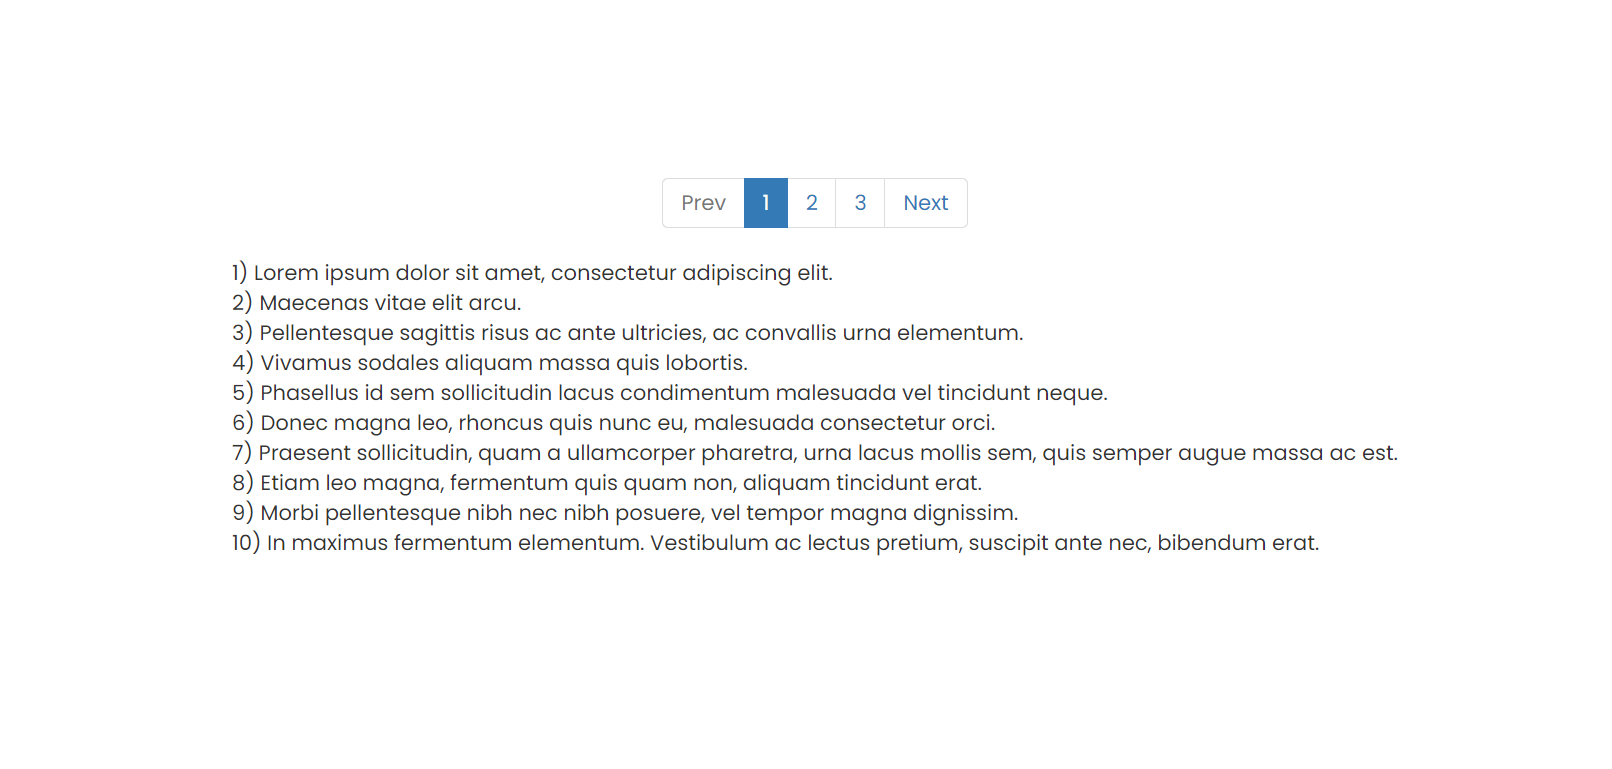 Prev 1 2 3 Next
1) Lorem ipsum dolor sit amet, consectetur adipiscing elit.
2) Maecenas vitae elit arcu.
3) Pellentesque sagittis risus ac ante ultricies, ac convallis urna elementum.
4) Vivamus sodales aliquam massa quis lobortis.
5) Phasellus id sem sollicitudin lacus condimentum malesuada vel tincidunt neque.
6) Donec magna leo, rhoncus quis nunc eu, malesuada consectetur orci.
7) Praesent sollicitudin, quam a ullamcorper pharetra, urna lacus mollis sem, quis semper augue massa ac est.
8) Etiam leo magna, fermentum quis quam non, aliquam tincidunt erat.
9) Morbi pellentesque nibh nec nibh posuere, vel tempor magna dignissim.
10) In maximus fermentum elementum. Vestibulum ac lectus pretium, suscipit ante nec, bibendum erat.